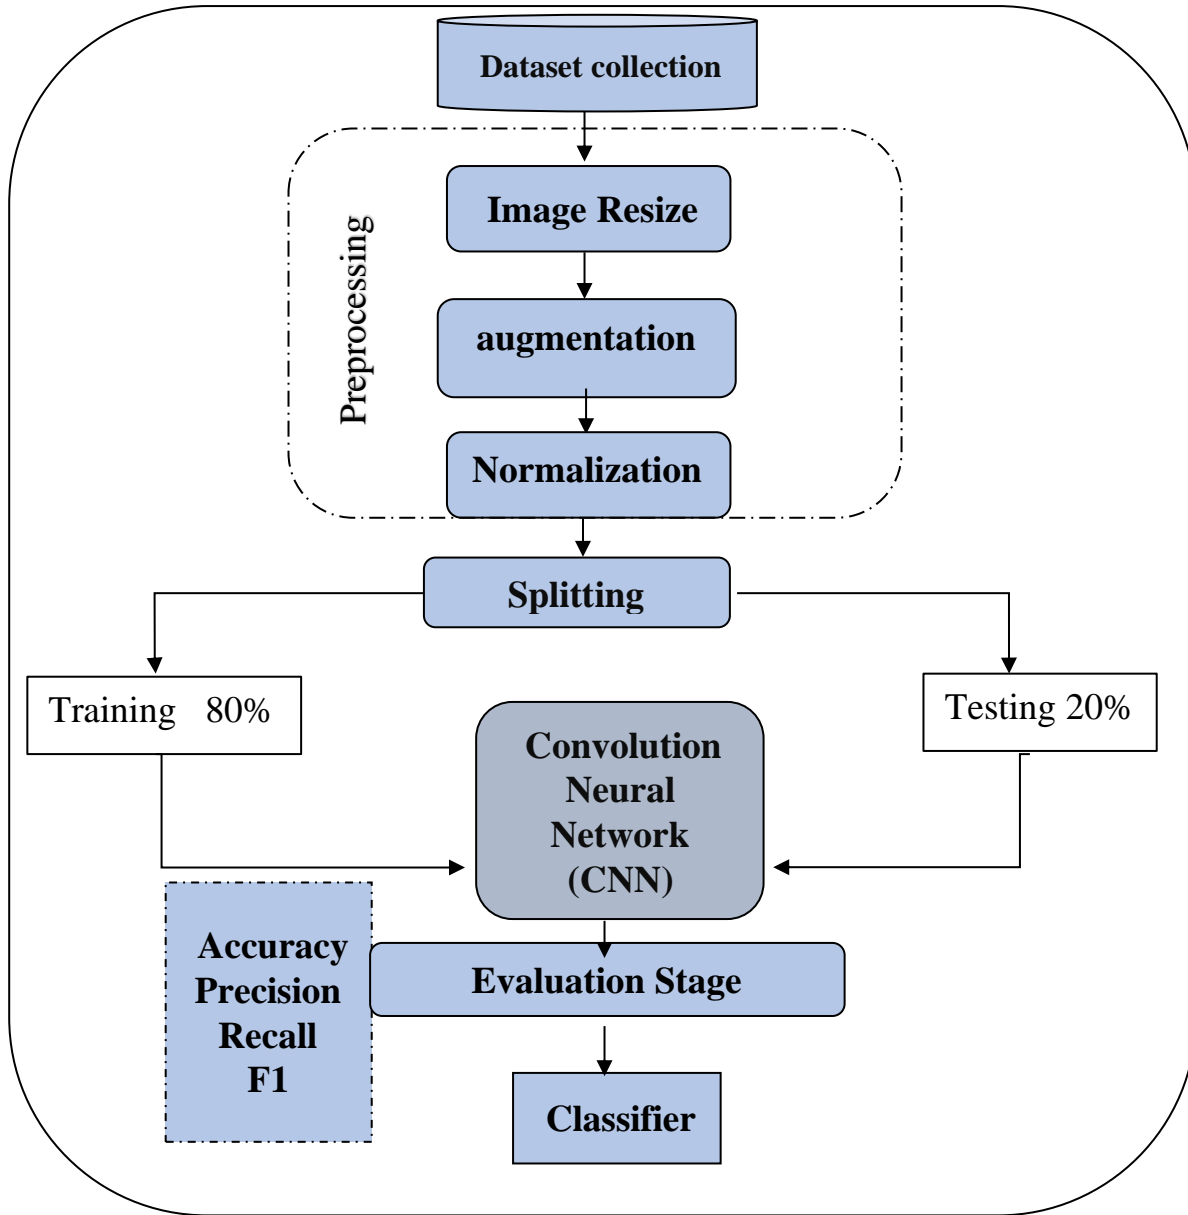 Dataset collection
Preprocessing
Image Resize
augmentation
Normalization
Splitting
Training 80%
Testing 20%
Convolution
Neural
Network
(CNN)
Accuracy
Precision
Recall
F1
Evaluation Stage
Classifier